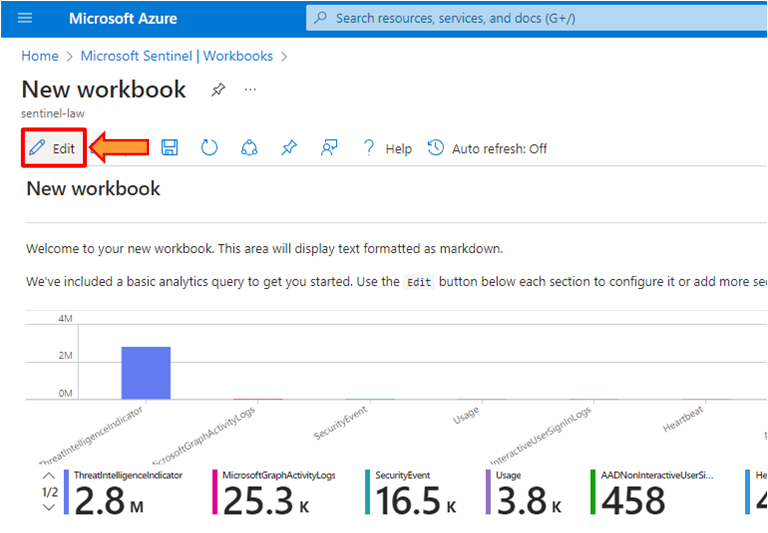 Microsoft Azure
Search resources, services, and docs (G+/)
Home > Microsoft Sentinel | Workbooks >
New workbook
sentinel-law
Edit
Help
Auto refresh: Off
New workbook
Welcome to your new workbook. This area will display text formatted as markdown.
We've included a basic analytics query to get you started. Use the Edit button below each section to configure it or add more se
4M
2M
0M
ThreatIntelligenceIndicator
MicrosoftGraphActivityLogs
SecurityEvent
Usage
InteractiveUserSignInLogs
Heartbeat
1/2
ThreatIntelligenceIndicator
2.8 M
MicrosoftGraphActivityLogs
25.3 K
SecurityEvent
16.5 K
Usage
3.8 K
AADNonInteractiveUserSi...
458
He